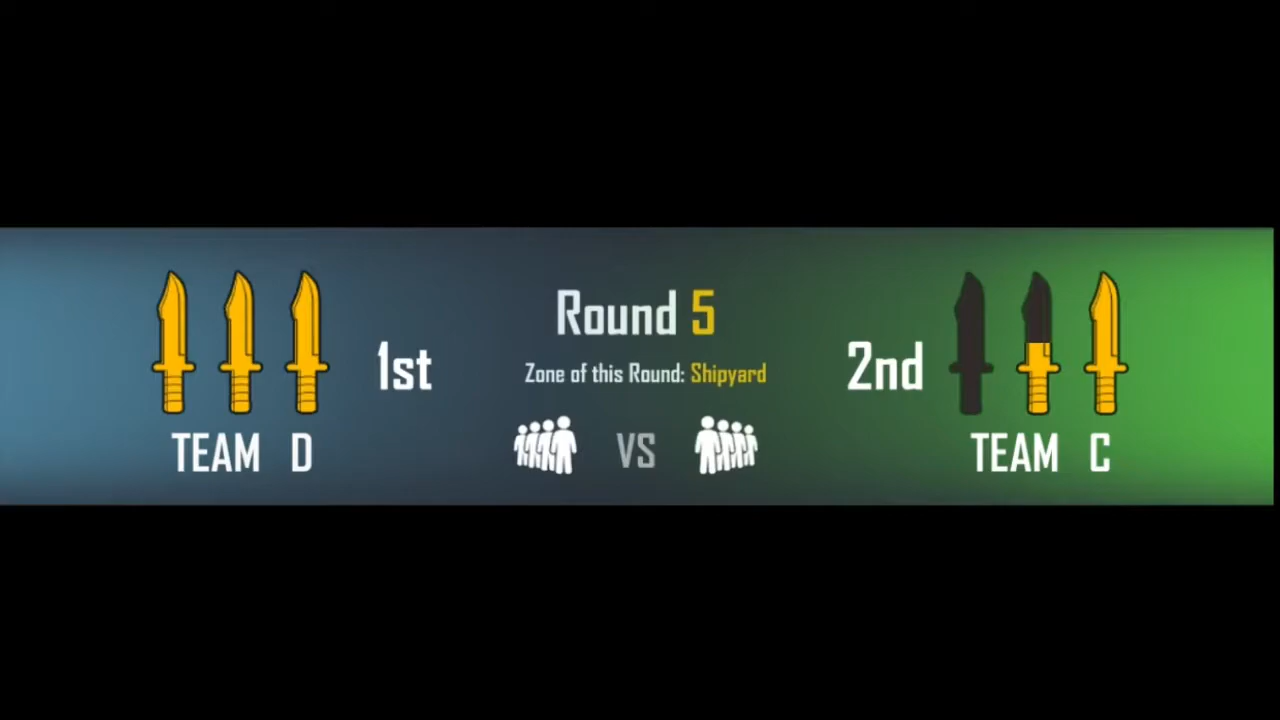 Round 5
1st
Zone of this Round: Shipyard
2nd
TEAM D
VS
TEAM C